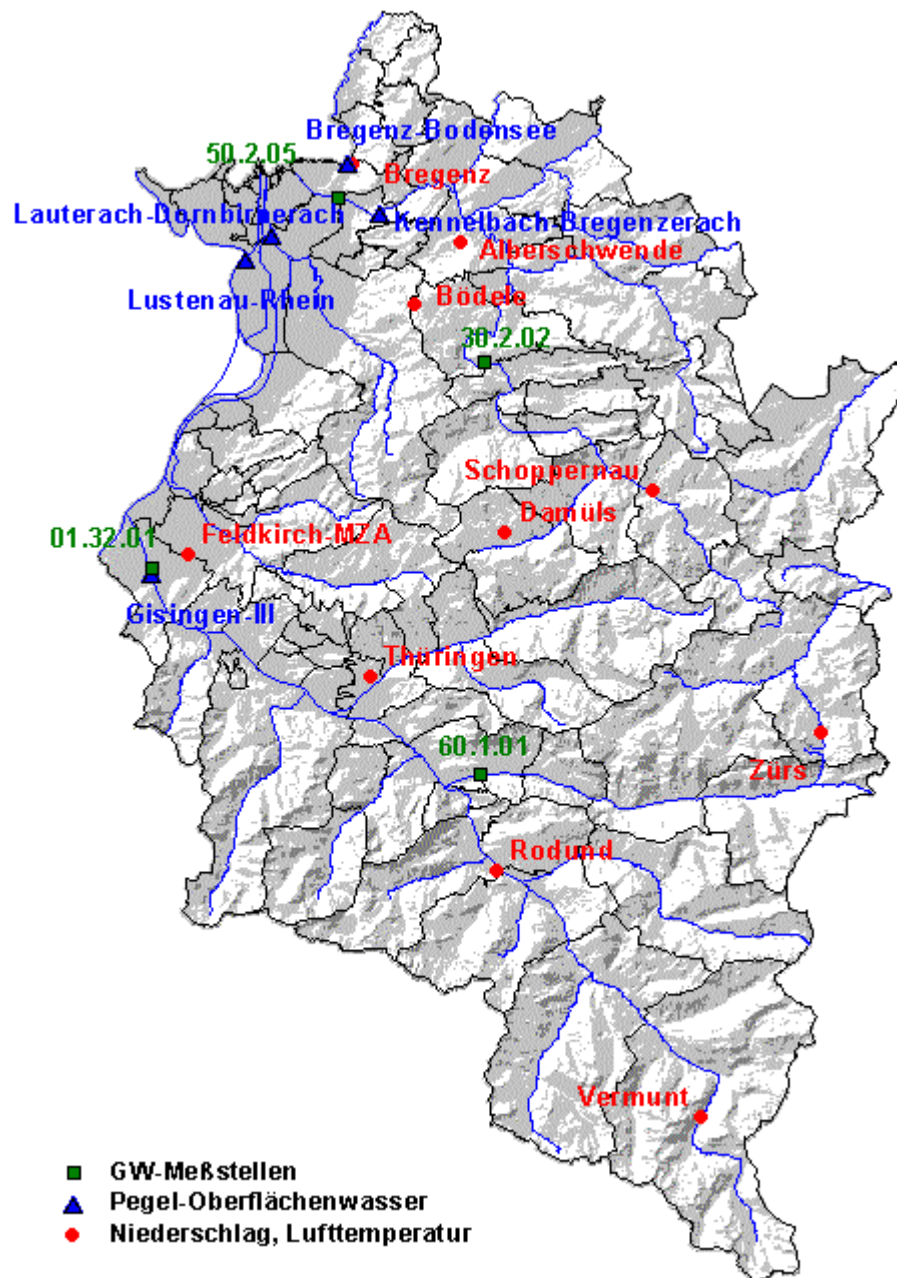 Bregenz-Bodensee
50.2.05
Bregenz
Lauterach-Dornbirnerach
Kennelbach-Bregenzerach
Alberschwende
Lustenau-Rhein
Bödele
30.2.02
Schoppernau
Damüls
01.32.01
Feldkirch-MZA
Gisingen-III
Thüringen
60.1.01
Zürs
Rodund
Vermunt
GW-Meßstellen
Pegel-Oberflächenwasser
Niederschlag, Lufttemperatur